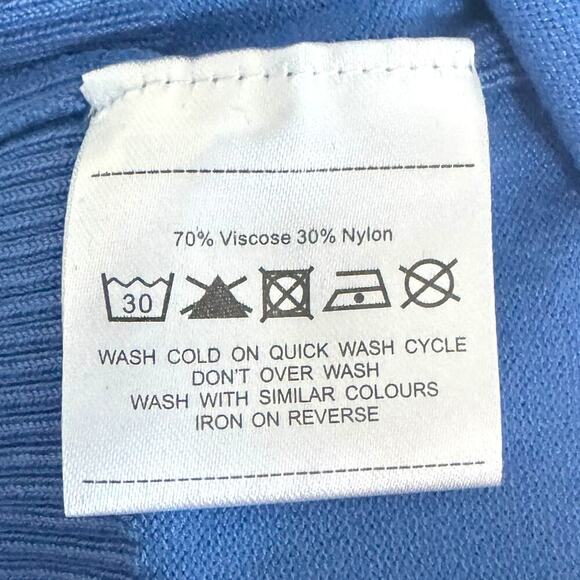 70% Viscose 30% Nylon
30
WASH COLD ON QUICK WASH CYCLE
DON'T OVER WASH
WASH WITH SIMILAR COLOURS
IRON ON REVERSE